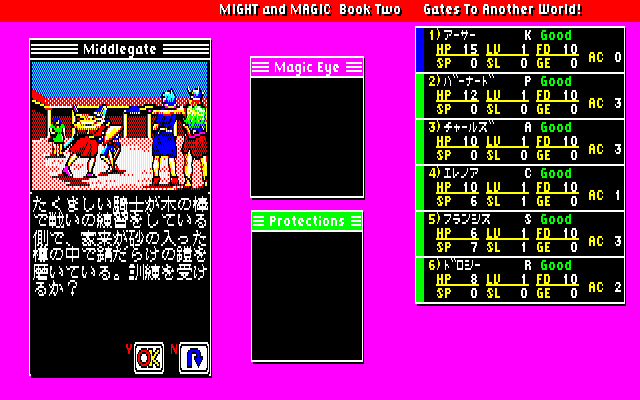 MIGHT and MAGIC Book Two Gates To Another World!
Middlegate
たくましい騎士が木の棒
で戦いの練習をしている
側で、家来が砂の入った
樽の中で錆だらけの鎧を
磨いている。訓練を受け
るか？
Y OK N
Magic Eye
Protections
1) アーサー K Good
HP 15 LV 1 FD 10
SP 0 SL 0 GE 0 AC 0
2) バーナード P Good
HP 12 LV 1 FD 10
SP 0 SL 0 GE 0 AC 3
3) チャールズ A Good
HP 10 LV 1 FD 10
SP 0 SL 0 GE 0 AC 3
4) エレノア C Good
HP 10 LV 1 FD 10
SP 6 SL 1 GE 0 AC 1
5) フランシス S Good
HP 6 LV 1 FD 10
SP 7 SL 1 GE 0 AC 3
6) ドロシー R Good
HP 8 LV 1 FD 10
SP 0 SL 0 GE 0 AC 2